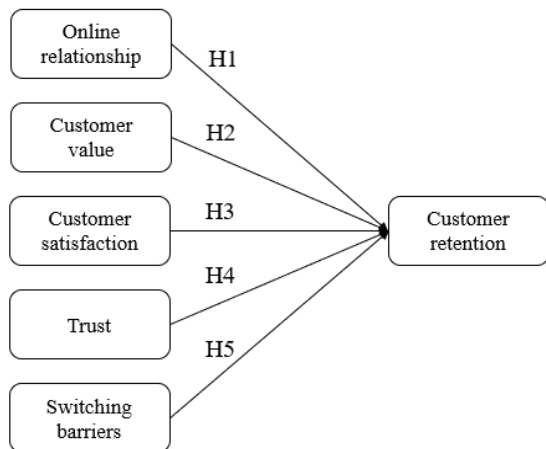 Online
relationship
H1
Customer
value
H2
Customer
satisfaction
H3
Customer
retention
Trust
H4
Switching
barriers
H5